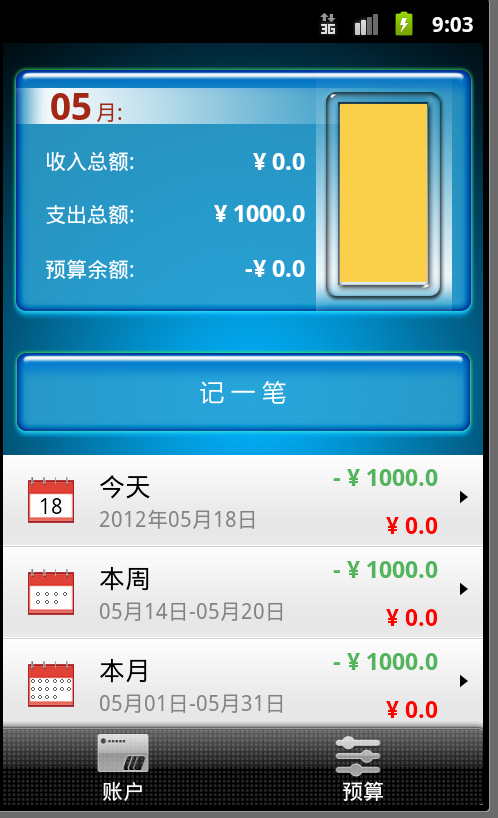 3G 9:03
05 月:
收入总额: ¥ 0.0
支出总额: ¥ 1000.0
预算余额: -¥ 0.0
记一笔
18 今天 - ¥ 1000.0
2012年05月18日 ¥ 0.0
本周 - ¥ 1000.0
05月14日-05月20日 ¥ 0.0
本月 - ¥ 1000.0
05月01日-05月31日 ¥ 0.0
账户 预算